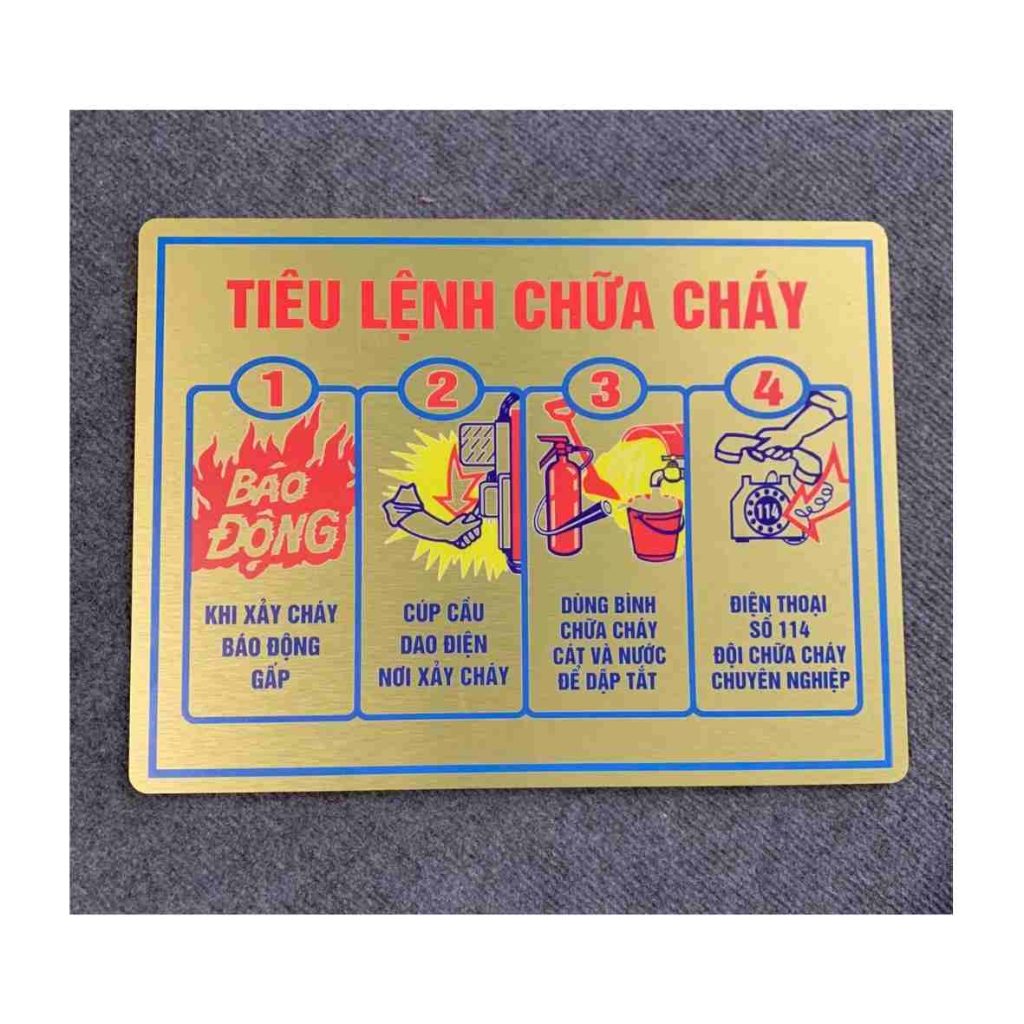 TIÊU LỆNH CHỮA CHÁY
1
BÁO
ĐỘNG
KHI XẢY CHÁY
BÁO ĐỘNG
GẤP
2
CÚP CẦU
DAO ĐIỆN
NƠI XẢY CHÁY
3
DÙNG BÌNH
CHỮA CHÁY
CÁT VÀ NƯỚC
ĐỂ DẬP TẮT
4
114
ĐIỆN THOẠI
SỐ 114
ĐỘI CHỮA CHÁY
CHUYÊN NGHIỆP